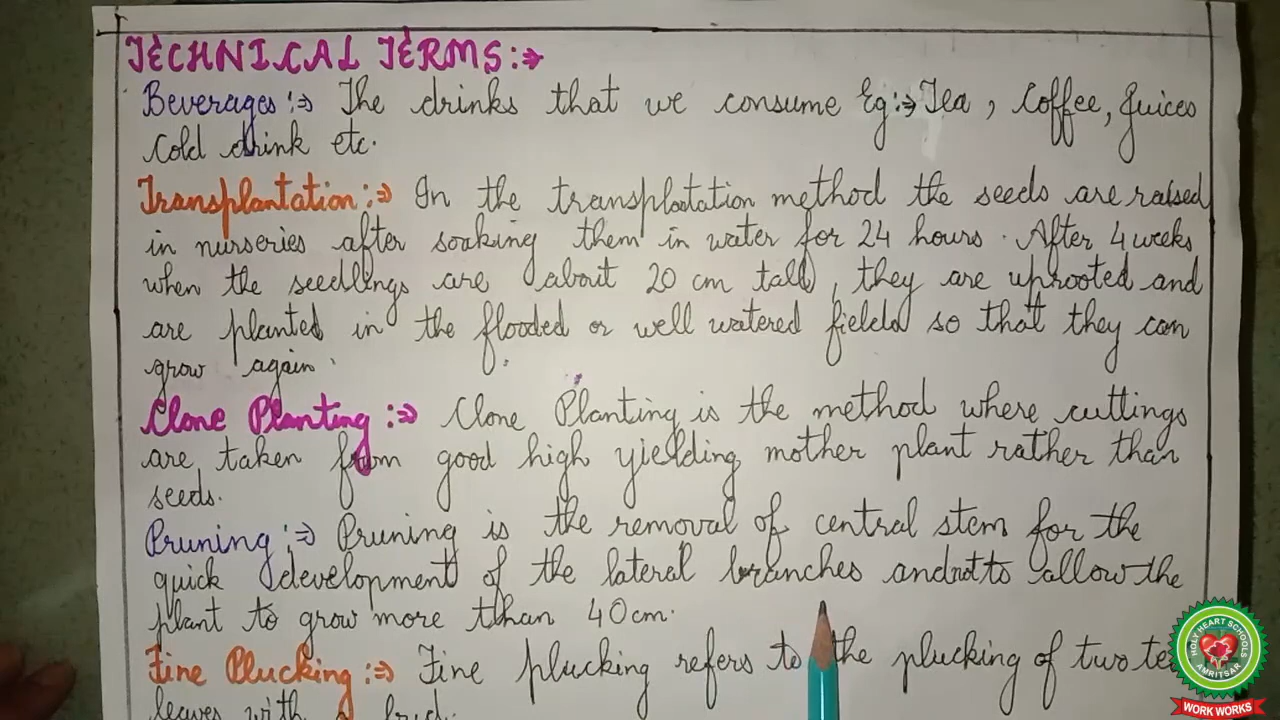 TECHNICAL TERMS:→
Beverages:→ The drinks that we consume Eg:→ Tea, Coffee, Juices
Cold drink etc.
Transplantation:→ In the transplantation method the seeds are raised
in nurseries after soaking them in water for 24 hours. After 4 weeks
when the seedlings are about 20 cm tall, they are uprooted and
are planted in the flooded or well watered fields so that they can
grow again.
Clone Planting:→ Clone Planting is the method where cuttings
are taken from good high yielding mother plant rather than
seeds.
Pruning:→ Pruning is the removal of central stem for the
quick development of the lateral branches and not to allow the
plant to grow more than 40 cm.
Fine Plucking:→ Fine plucking refers to the plucking of two
leaves with a bud.
HOLY HEART SCHOOLS
AMRITSAR
WORK WORKS